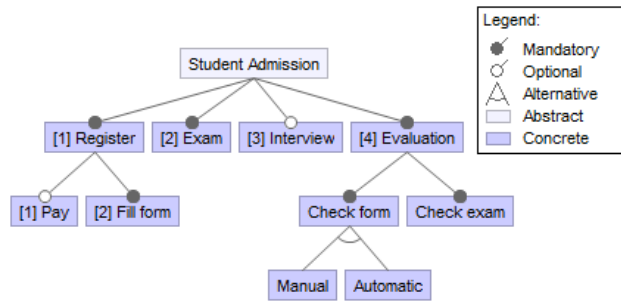 Legend:
Mandatory
Optional
Alternative
Abstract
Concrete
Student Admission
[1] Register
[2] Exam
[3] Interview
[4] Evaluation
[1] Pay
[2] Fill form
Check form
Check exam
Manual
Automatic